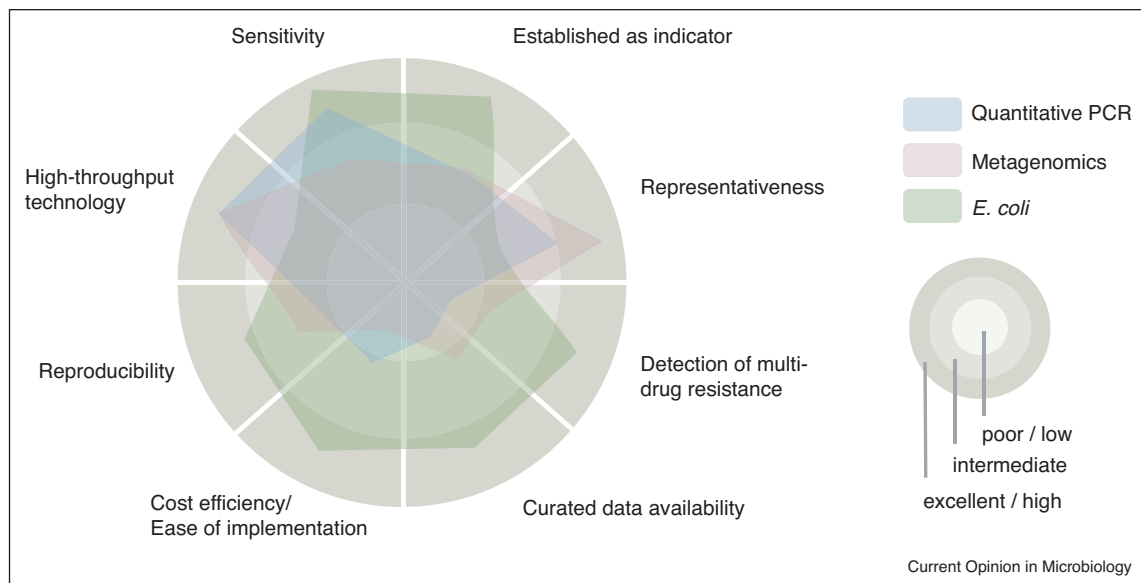 Sensitivity
Established as indicator
High-throughput
technology
Representativeness
Reproducibility
Detection of multi-
drug resistance
Cost efficiency/
Ease of implementation
Curated data availability
Quantitative PCR
Metagenomics
E. coli
poor / low
intermediate
excellent / high
Current Opinion in Microbiology